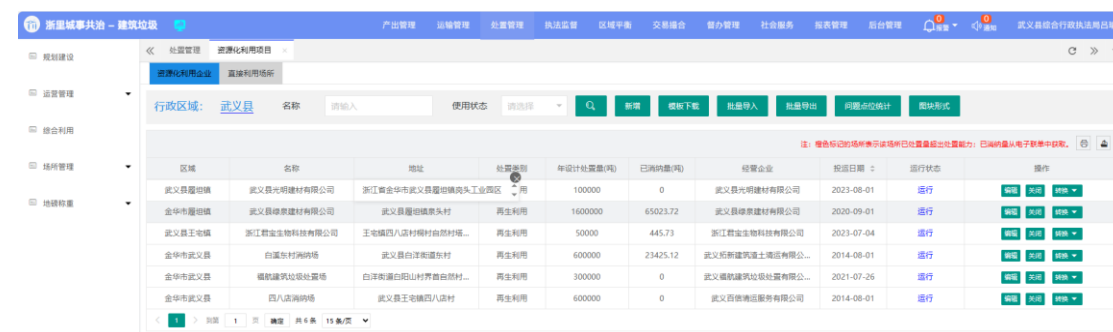 浙里城事共治 – 建筑垃圾 产出管理 运输管理 处置管理 执法监督 区域平衡 交易撮合 督办管理 社会服务 报表管理 后台管理 0 报警 0 通知 武义县综合行政执法局吕
规划建设 处置管理 资源化利用项目 ×
资源化利用企业 直接利用场所
运营管理
行政区域: 武义县 名称 请输入 使用状态 请选择 新增 模板下载 批量导入 批量导出 问题点位统计 图块形式
综合利用
注: 橙色标记的场所表示该场所已处置量超出处置能力; 已消纳量从电子联单中获取。
场所管理
区域 名称 地址 处置类别 年设计处置量(吨) 已消纳量(吨) 经营企业 投运日期 运行状态 操作
武义县履坦镇 武义县光明建材有限公司 浙江省金华市武义县履坦镇岗头工业园区 用 100000 0 武义县光明建材有限公司 2023-08-01 运行 编辑 关闭 转换
地磅称重
金华市履坦镇 武义县绿泉建材有限公司 武义县履坦镇泉头村 再生利用 1600000 65023.72 武义县绿泉建材有限公司 2020-09-01 运行 编辑 关闭 转换
武义县王宅镇 浙江君宝生物科技有限公司 王宅镇四八店村桐村自然村塔... 再生利用 50000 445.73 浙江君宝生物科技有限公司 2023-07-04 运行 编辑 关闭 转换
金华市武义县 白溪东村消纳场 武义县白洋街道东村 再生利用 600000 23425.12 武义拓新建筑渣土清运有限公... 2014-08-01 运行 编辑 关闭 转换
金华市武义县 福航建筑垃圾处置场 白洋街道白阳山村荠首自然村... 再生利用 300000 0 武义福航建筑垃圾处置有限公... 2021-07-26 运行 编辑 关闭 转换
金华市武义县 四八店消纳场 武义县王宅镇四八店村 再生利用 600000 0 武义百信清运服务有限公司 2014-08-01 运行 编辑 关闭 转换
1 到第 1 页 确定 共 6 条 15 条/页